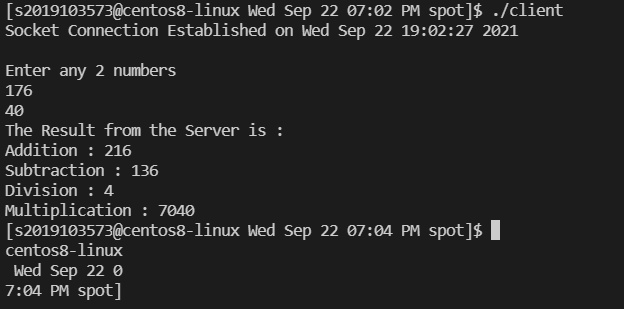 [s2019103573@centos8-linux Wed Sep 22 07:02 PM spot]$ ./client
Socket Connection Established on Wed Sep 22 19:02:27 2021
Enter any 2 numbers
176
40
The Result from the Server is :
Addition : 216
Subtraction : 136
Division : 4
Multiplication : 7040
[s2019103573@centos8-linux Wed Sep 22 07:04 PM spot]$
centos8-linux
Wed Sep 22 0
7:04 PM spot]